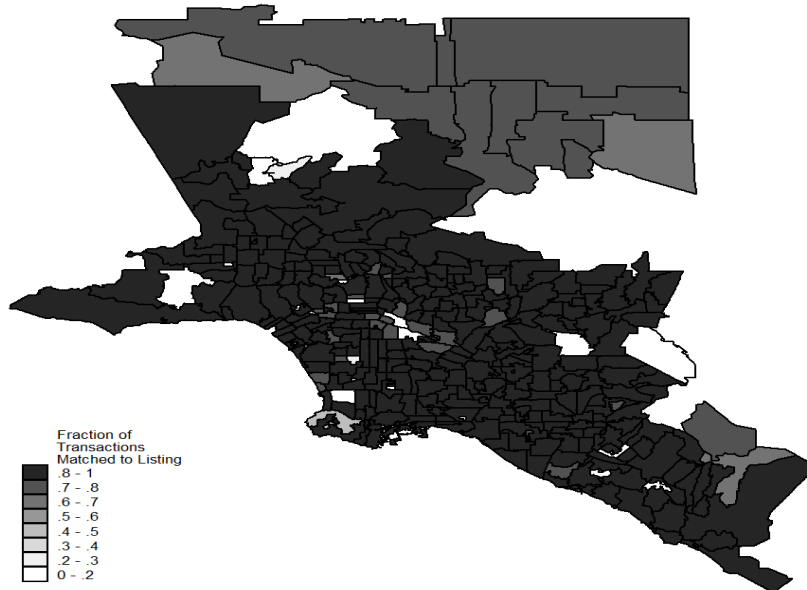 Fraction of
Transactions
Matched to Listing
.8 - 1
.7 - .8
.6 - .7
.5 - .6
.4 - .5
.3 - .4
.2 - .3
0 - .2